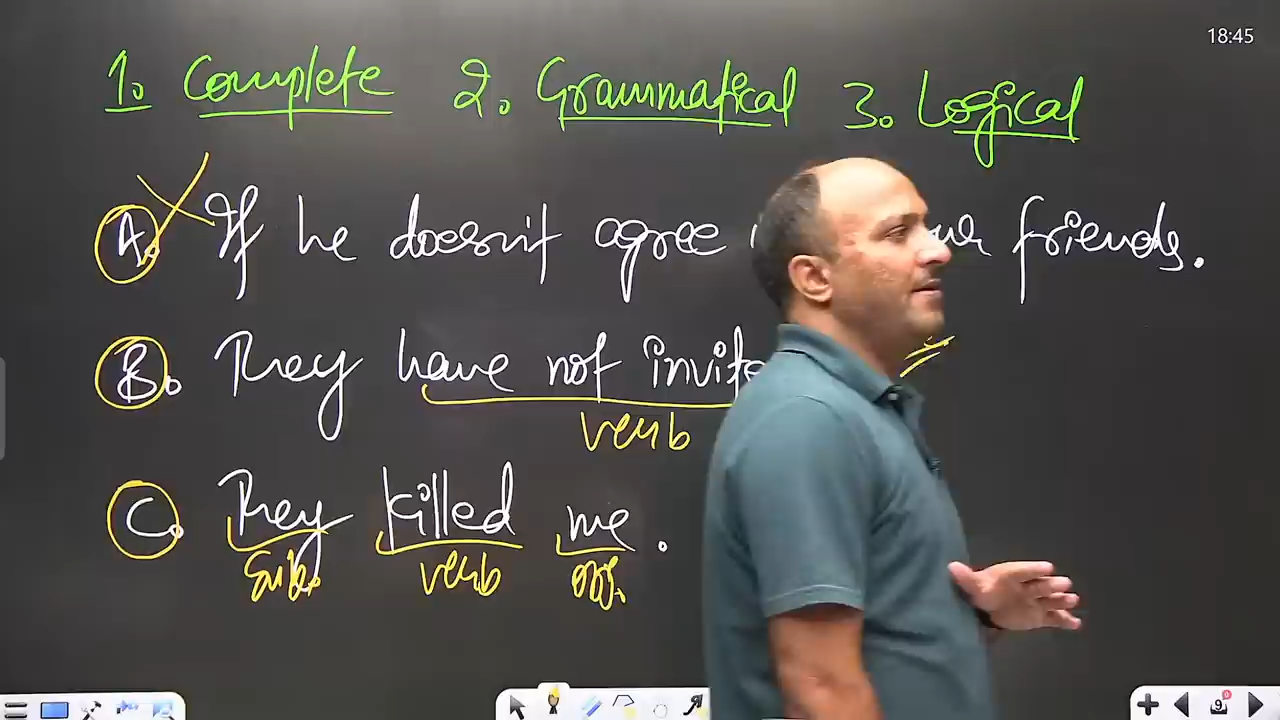 18:45
1. Complete 2. Grammatical 3. Logical
A. If he doesn't agree friends.
B. They have not
verb
C. They killed me.
Sub. verb obj.
9